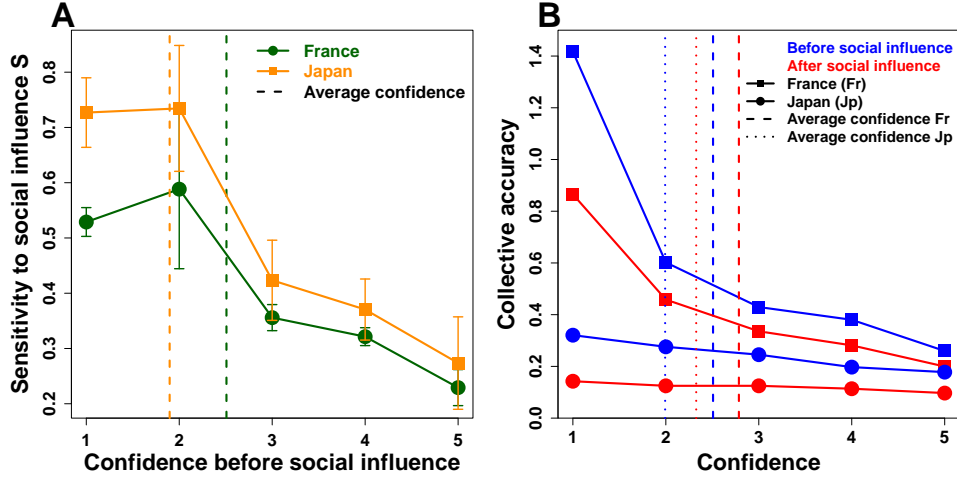 A
Sensitivity to social influence S
0.2 0.3 0.4 0.5 0.6 0.7 0.8
France
Japan
Average confidence
1 2 3 4 5
Confidence before social influence
B
Collective accuracy
0.0 0.2 0.4 0.6 0.8 1.0 1.2 1.4
Before social influence
After social influence
France (Fr)
Japan (Jp)
Average confidence Fr
Average confidence Jp
1 2 3 4 5
Confidence